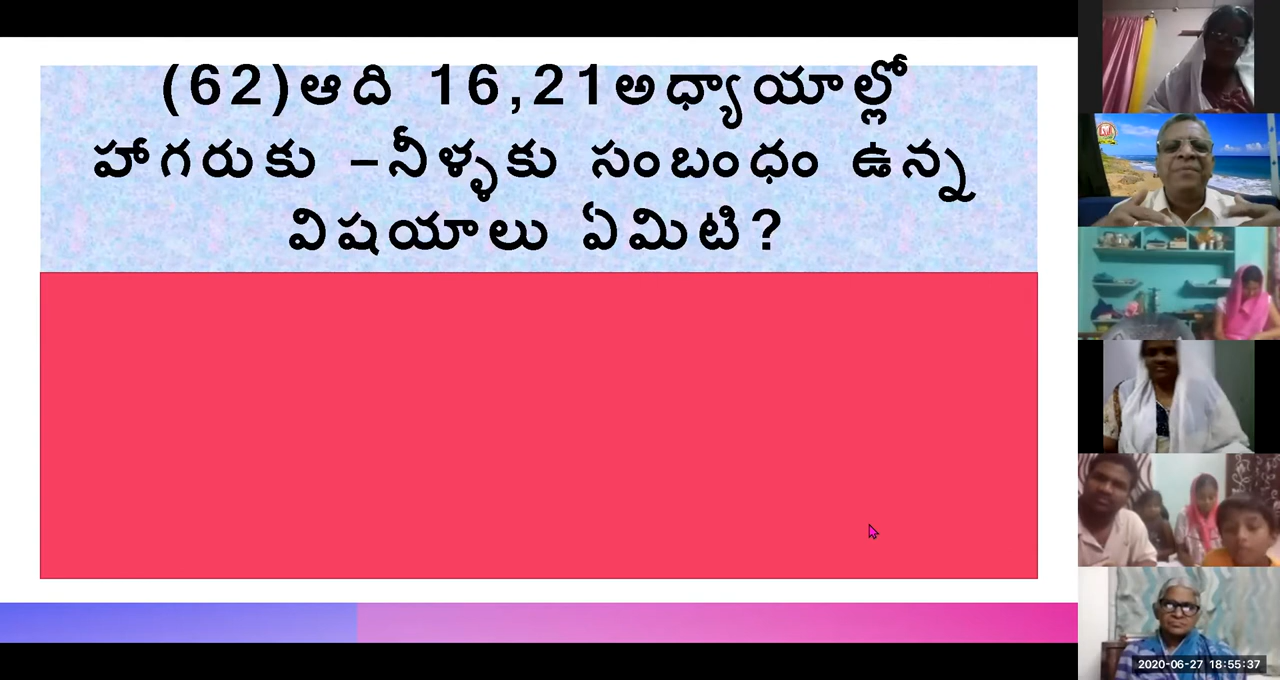 (62)ఆది 16,21అధ్యాయాల్లో
హాగరుకు –నీళ్ళకు సంబంధం ఉన్న
విషయాలు ఏమిటి?
2020-06-27 18:55:37